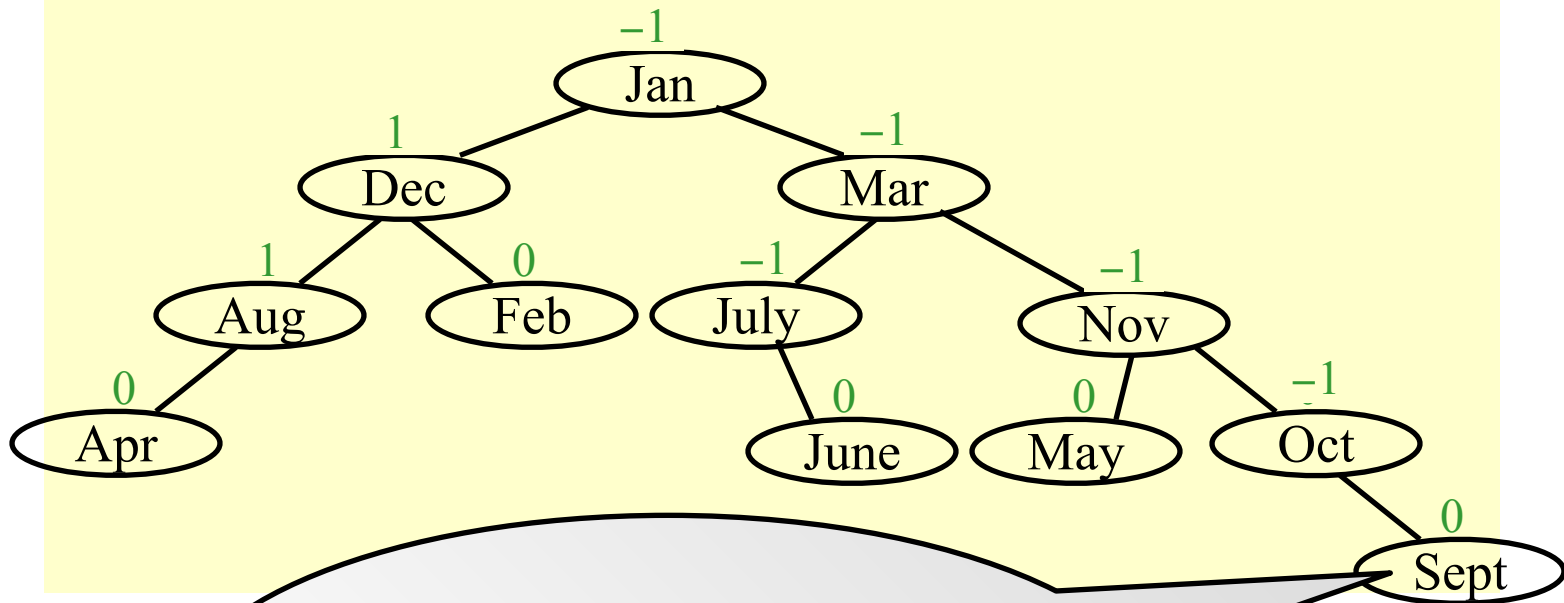 −1
Jan
1 −1
Dec Mar
1 0 −1 −1
Aug Feb July Nov
0 0 0 −1
Apr June May Oct
0
Sept